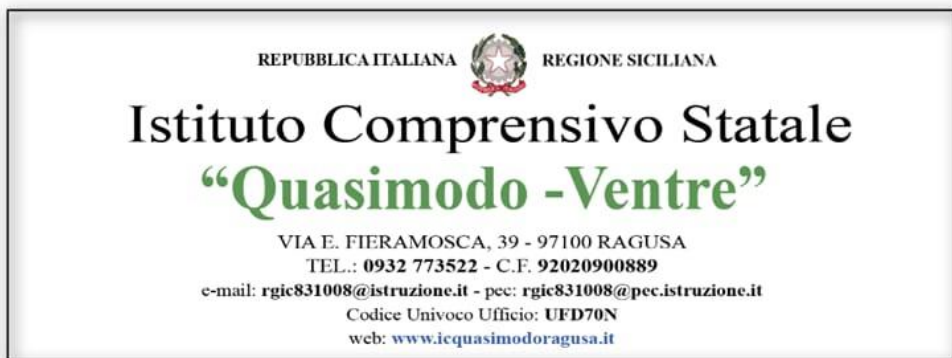 REPUBBLICA ITALIANA REGIONE SICILIANA
Istituto Comprensivo Statale
“Quasimodo -Ventre”
VIA E. FIERAMOSCA, 39 - 97100 RAGUSA
TEL.: 0932 773522 - C.F. 92020900889
e-mail: rgic831008@istruzione.it - pec: rgic831008@pec.istruzione.it
Codice Univoco Ufficio: UFD70N
web: www.icquasimodoragusa.it